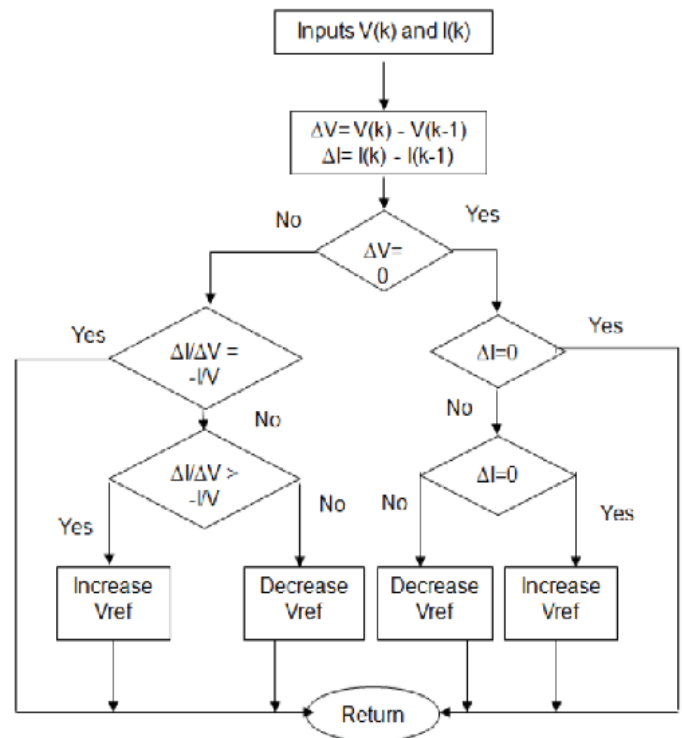 Inputs V(k) and I(k)
ΔV= V(k) - V(k-1)
ΔI= I(k) - I(k-1)
No
Yes
ΔV=
0
Yes
ΔI/ΔV =
-I/V
ΔI=0
Yes
No
No
ΔI/ΔV >
-I/V
ΔI=0
Yes
No
No
Yes
Increase
Vref
Decrease
Vref
Decrease
Vref
Increase
Vref
Return